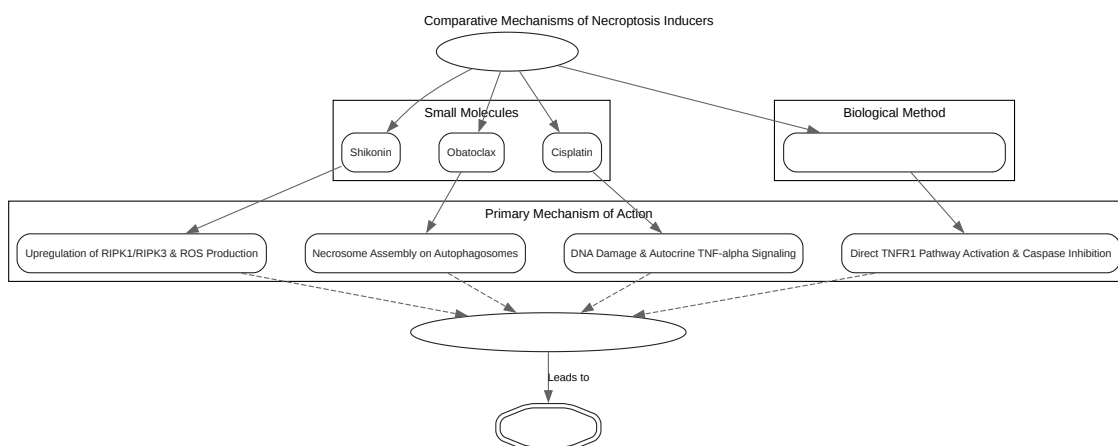 Comparative Mechanisms of Necroptosis Inducers
Small Molecules
Biological Method
Shikonin
Obatoclax
Cisplatin
Primary Mechanism of Action
Upregulation of RIPK1/RIPK3 & ROS Production
Necrosome Assembly on Autophagosomes
DNA Damage & Autocrine TNF-alpha Signaling
Direct TNFR1 Pathway Activation & Caspase Inhibition
Leads to